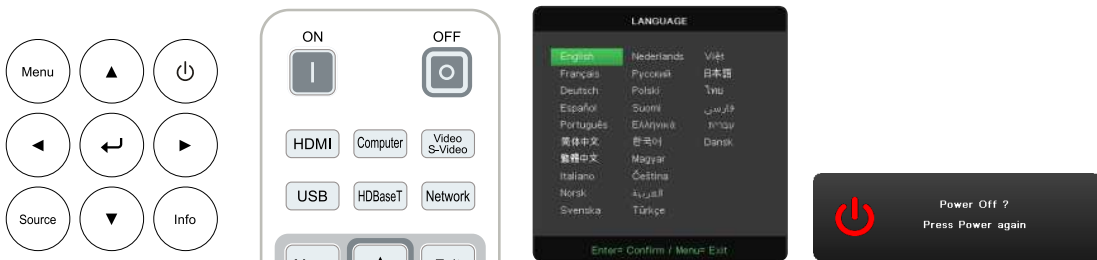 Menu
Source
Info
ON
OFF
HDMI
Computer
Video
S-Video
USB
HDBaseT
Network
LANGUAGE
English Nederlands Việt
Français Русский 日本語
Deutsch Polski ไทย
Español Suomi فارسی
Português Ελληνικά עברית
简体中文 한국어 Dansk
繁體中文 Magyar
Italiano Čeština
Norsk العربية
Svenska Türkçe
Enter= Confirm / Menu= Exit
Power Off ?
Press Power again